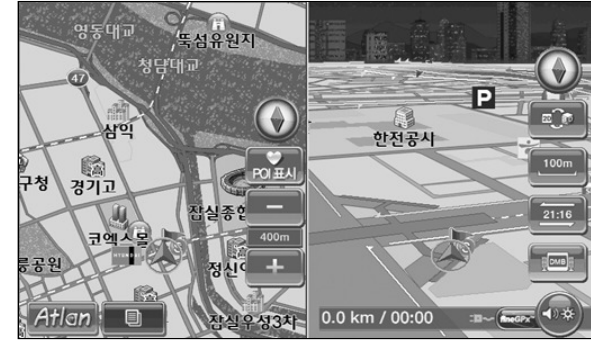 영동대교
뚝섬유원지
청담대교
47
삼익
구청
경기고
POI 표시
잠실종합
코엑스몰
HYUNDAI
400m
릉공원
정신여
Atlan
잠실우성3차
P
한전공사
100m
21:16
DMB
0.0 km / 00:00
fineGPx